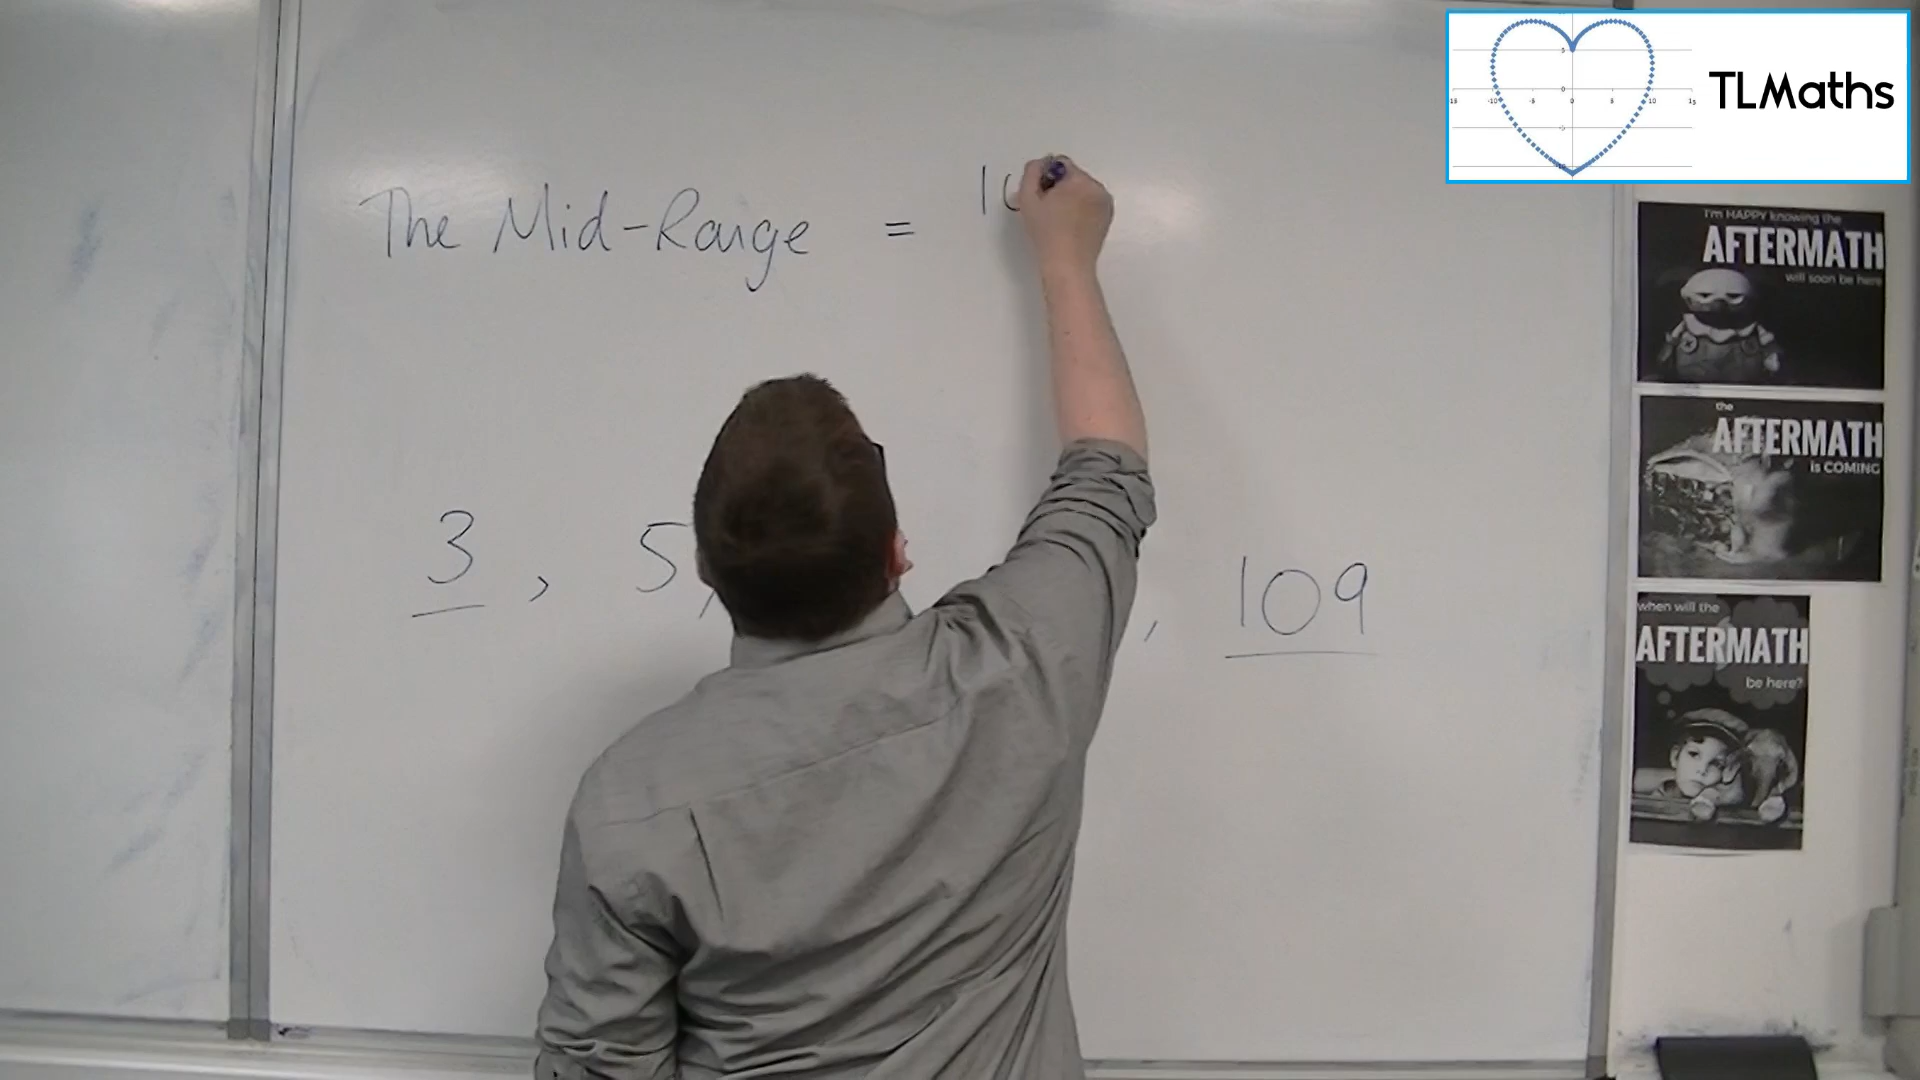 TLMaths
The Mid-Range = 10
3, 5, , 109
I'm HAPPY knowing the
AFTERMATH
will soon be here
the
AFTERMATH
is COMING
when will the
AFTERMATH
be here?